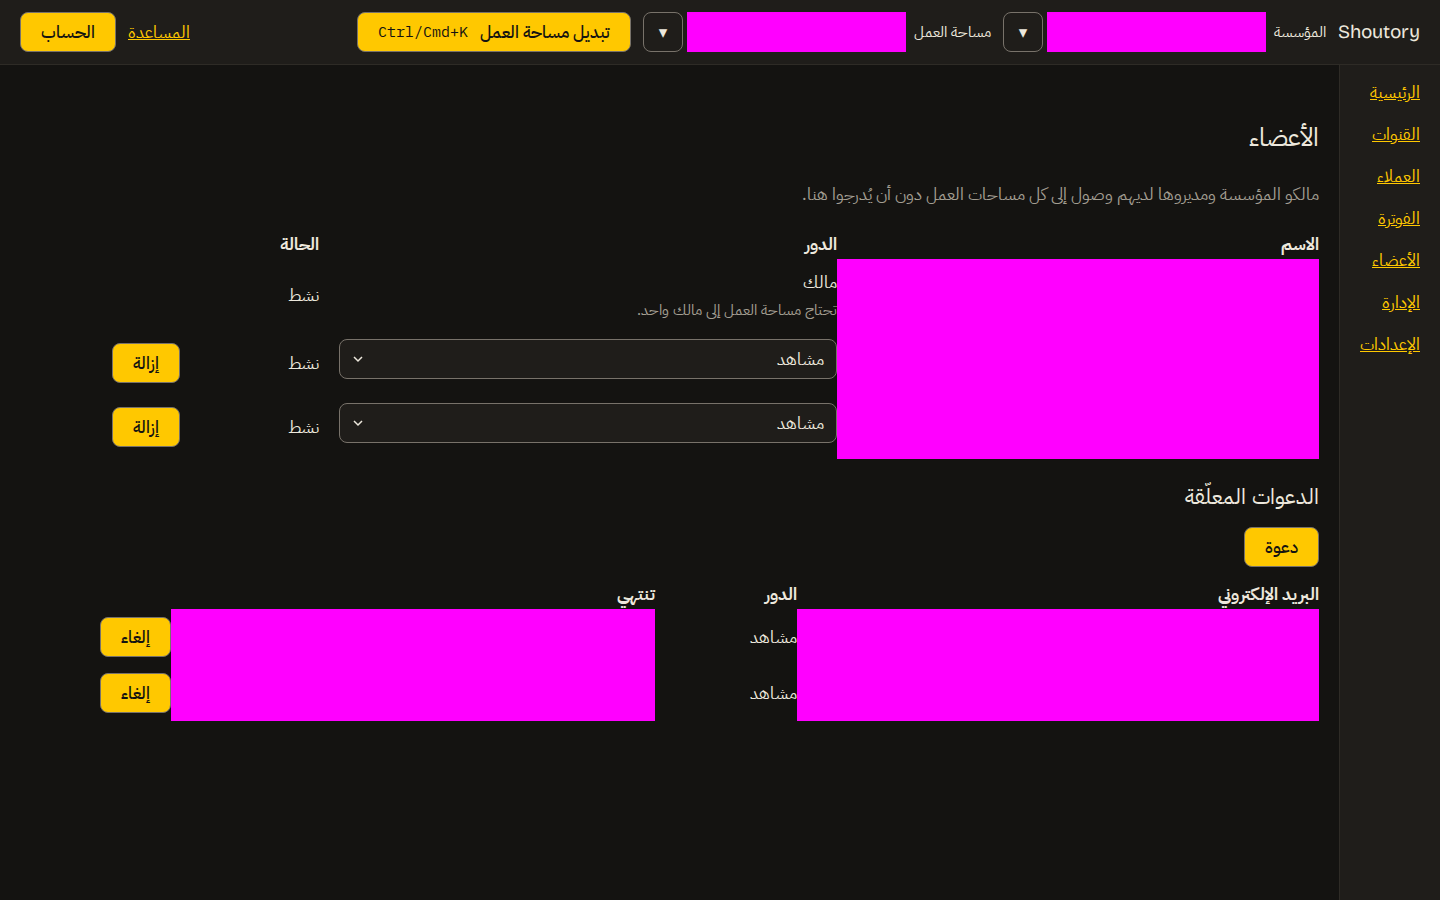 Shoutory
المؤسسة
▼
مساحة العمل
▼
تبديل مساحة العمل Ctrl/Cmd+K
المساعدة
الحساب
الرئيسية
القنوات
العملاء
الفوترة
الأعضاء
الإدارة
الإعدادات
الأعضاء
مالكو المؤسسة ومديروها لديهم وصول إلى كل مساحات العمل دون أن يُدرجوا هنا.
الاسم الدور الحالة
مالك
تحتاج مساحة العمل إلى مالك واحد.
نشط
مشاهد نشط إزالة
مشاهد نشط إزالة
الدعوات المعلّقة
دعوة
البريد الإلكتروني الدور تنتهي
مشاهد إلغاء
مشاهد إلغاء